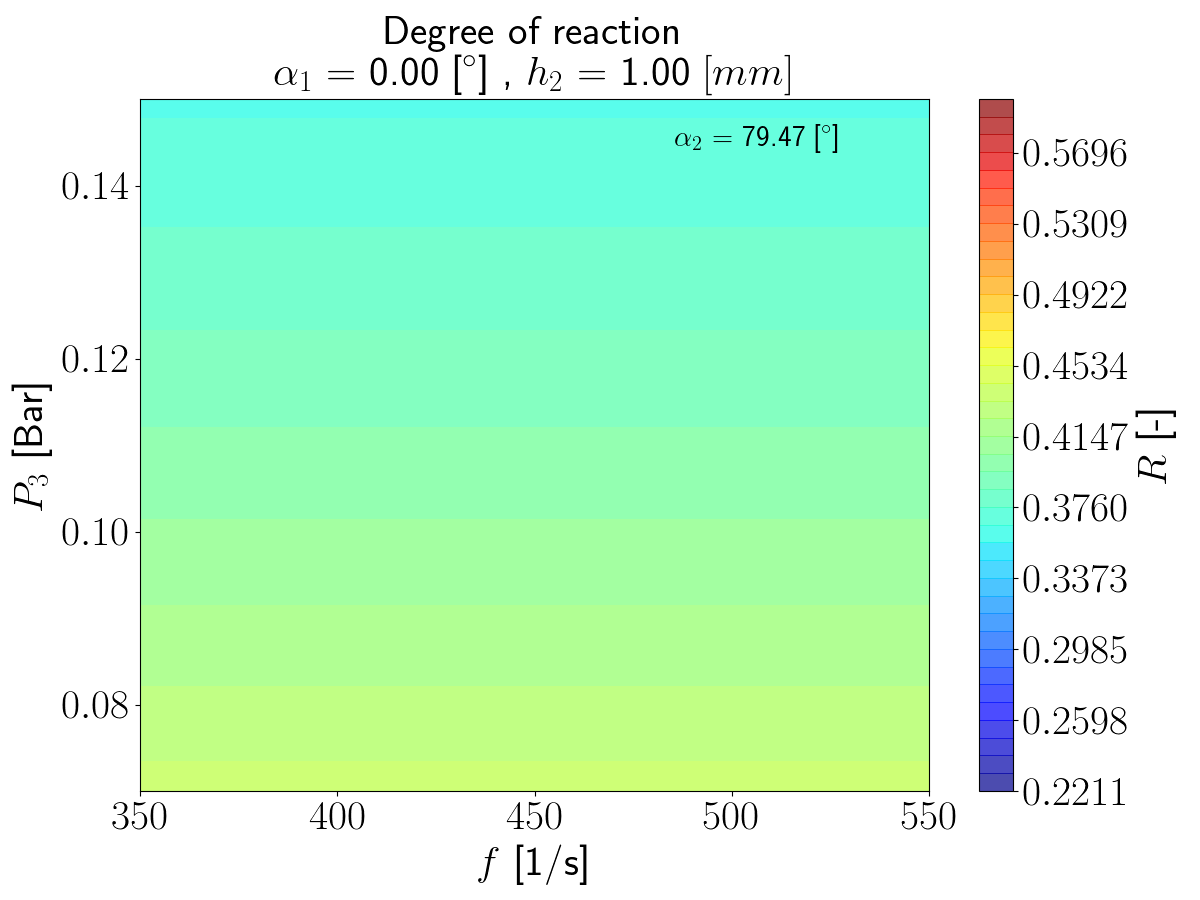 Degree of reaction
α₁ = 0.00 [°] , h₂ = 1.00 [mm]
α₂ = 79.47 [°]
0.14
0.12
0.10
0.08
P₃ [Bar]
350 400 450 500 550
f [1/s]
0.5696
0.5309
0.4922
0.4534
0.4147
0.3760
0.3373
0.2985
0.2598
0.2211
R [-]